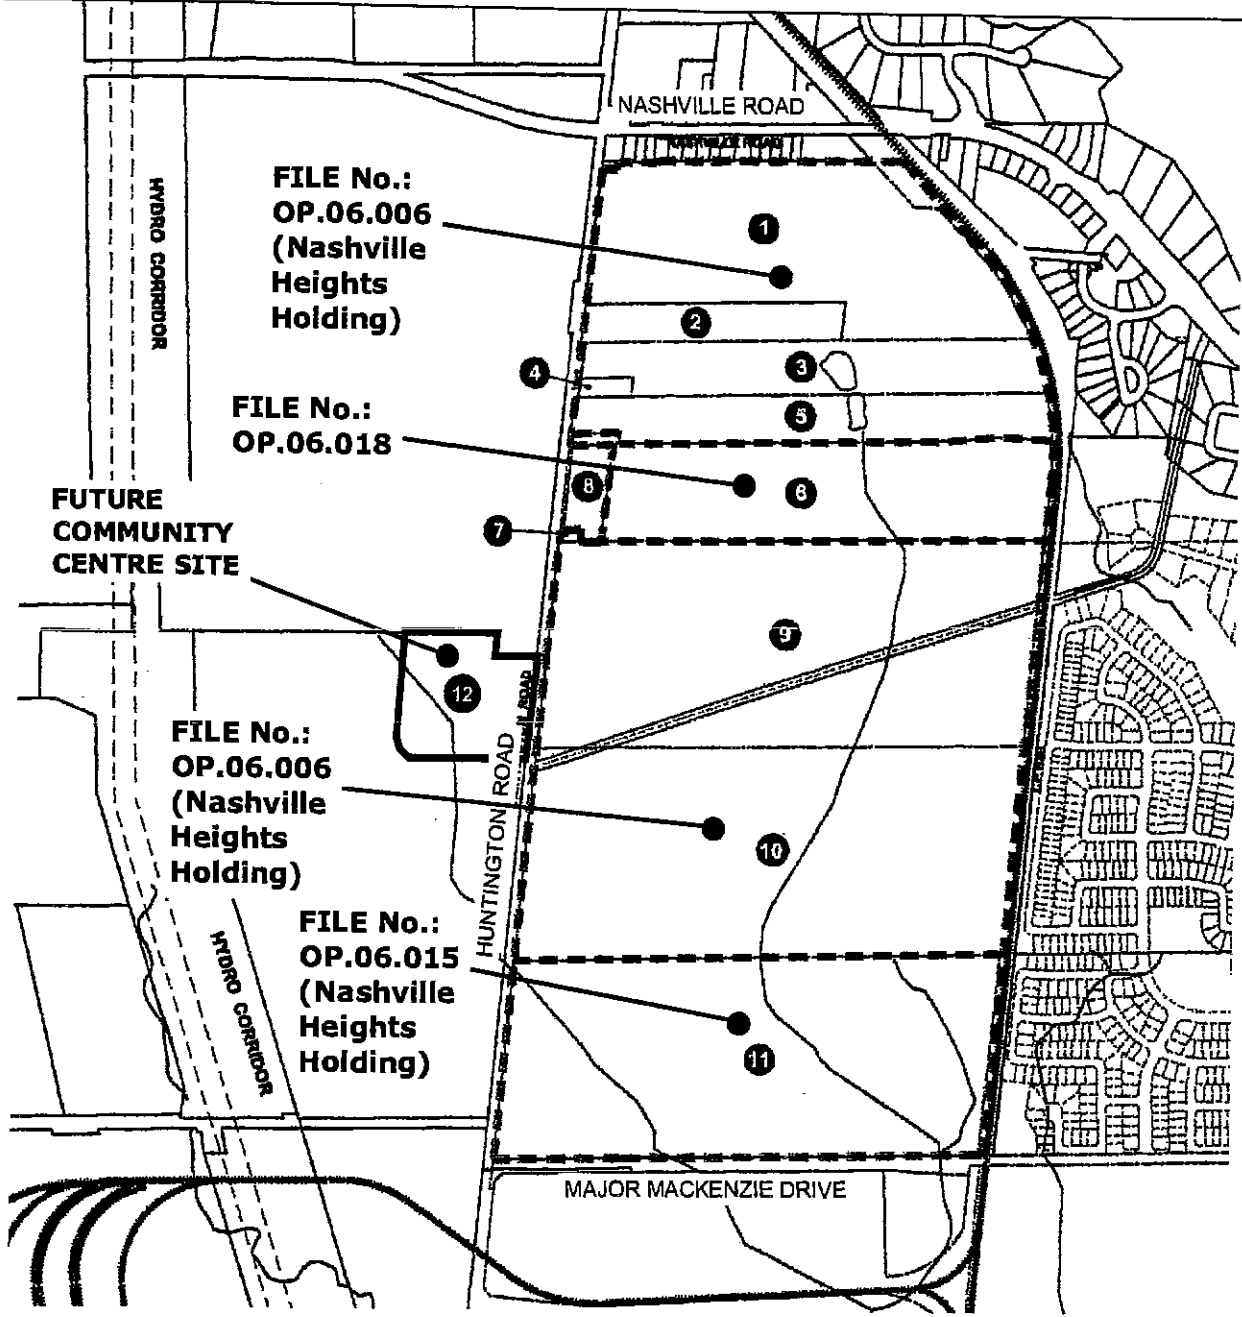 NASHVILLE ROAD
NASHVILLE ROAD
FILE No.:
OP.06.006
(Nashville
Heights
Holding)
HYDRO CORRIDOR
1
2
3
4
5
FILE No.:
OP.06.018
6
8
7
FUTURE
COMMUNITY
CENTRE SITE
9
12
HUNTINGTON ROAD
FILE No.:
OP.06.006
(Nashville
Heights
Holding)
10
FILE No.:
OP.06.015
(Nashville
Heights
Holding)
HYDRO CORRIDOR
11
MAJOR MACKENZIE DRIVE